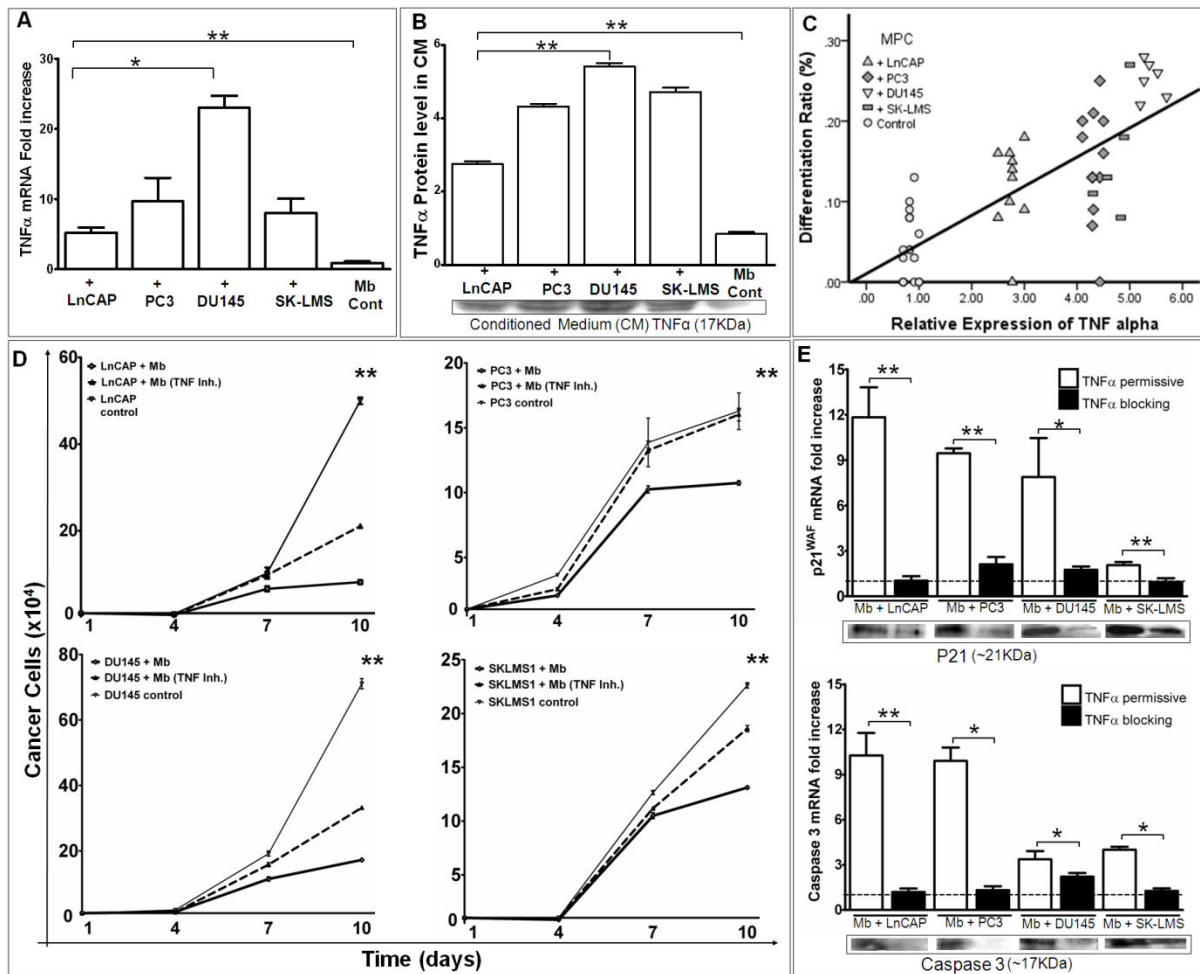 A
**
*
30
20
10
0
TNFα mRNA Fold increase
+ + + + Mb
LnCAP PC3 DU145 SK-LMS Cont
B
**
**
6
4
2
0
TNFα Protein level in CM
+ + + + Mb
LnCAP PC3 DU145 SK-LMS Cont
Conditioned Medium (CM) TNFα (17KDa)
C
MPC
+ LnCAP
+ PC3
+ DU145
+ SK-LMS
Control
.30
.20
.10
.00
Differentiation Ratio (%)
.00 1.00 2.00 3.00 4.00 5.00 6.00
Relative Expression of TNF alpha
D
Cancer Cells (x10⁴)
LnCAP + Mb
LnCAP + Mb (TNF Inh.)
LnCAP
control
**
60
40
20
0
1 4 7 10
PC3 + Mb
PC3 + Mb (TNF Inh.)
PC3 control
**
20
15
10
5
0
1 4 7 10
DU145 + Mb
DU145 + Mb (TNF Inh.)
DU145 control
**
80
60
40
20
0
1 4 7 10
SKLMS1 + Mb
SKLMS1 + Mb (TNF Inh.)
SKLMS1 control
**
25
20
15
10
5
0
1 4 7 10
Time (days)
E
TNFα permissive
TNFα blocking
** ** * **
15
12
9
6
3
0
p21ᵂᴬᶠ mRNA fold increase
Mb + LnCAP Mb + PC3 Mb + DU145 Mb + SK-LMS
P21 (~21KDa)
TNFα permissive
TNFα blocking
** * * *
15
12
9
6
3
0
Caspase 3 mRNA fold increase
Mb + LnCAP Mb + PC3 Mb + DU145 Mb + SK-LMS
Caspase 3 (~17KDa)